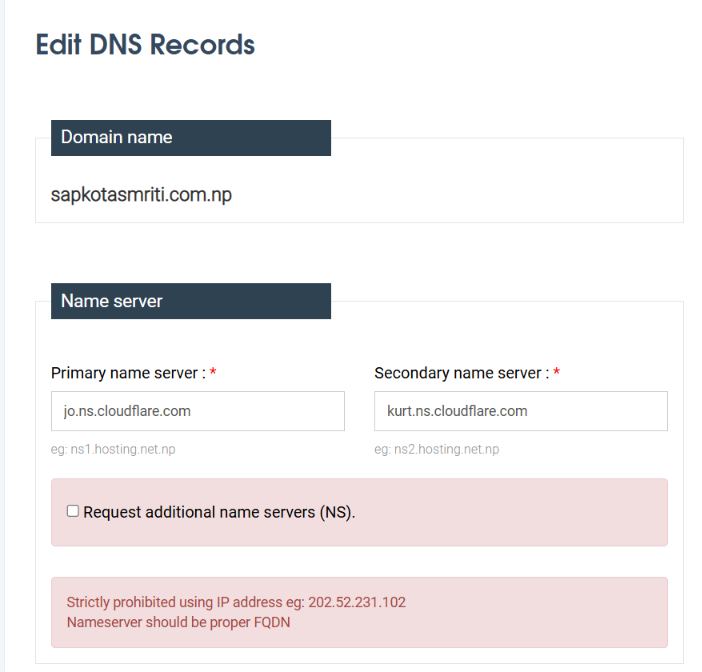 Edit DNS Records
Domain name
sapkotasmriti.com.np
Name server
Primary name server : *
Secondary name server : *
jo.ns.cloudflare.com
kurt.ns.cloudflare.com
eg: ns1.hosting.net.np
eg: ns2.hosting.net.np
Request additional name servers (NS).
Strictly prohibited using IP address eg: 202.52.231.102
Nameserver should be proper FQDN